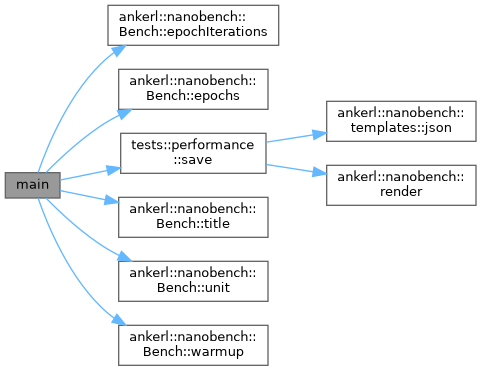 ankerl::nanobench::
Bench::epochIterations
ankerl::nanobench::
Bench::epochs
ankerl::nanobench::
templates::json
tests::performance
::save
main
ankerl::nanobench::
render
ankerl::nanobench::
Bench::title
ankerl::nanobench::
Bench::unit
ankerl::nanobench::
Bench::warmup